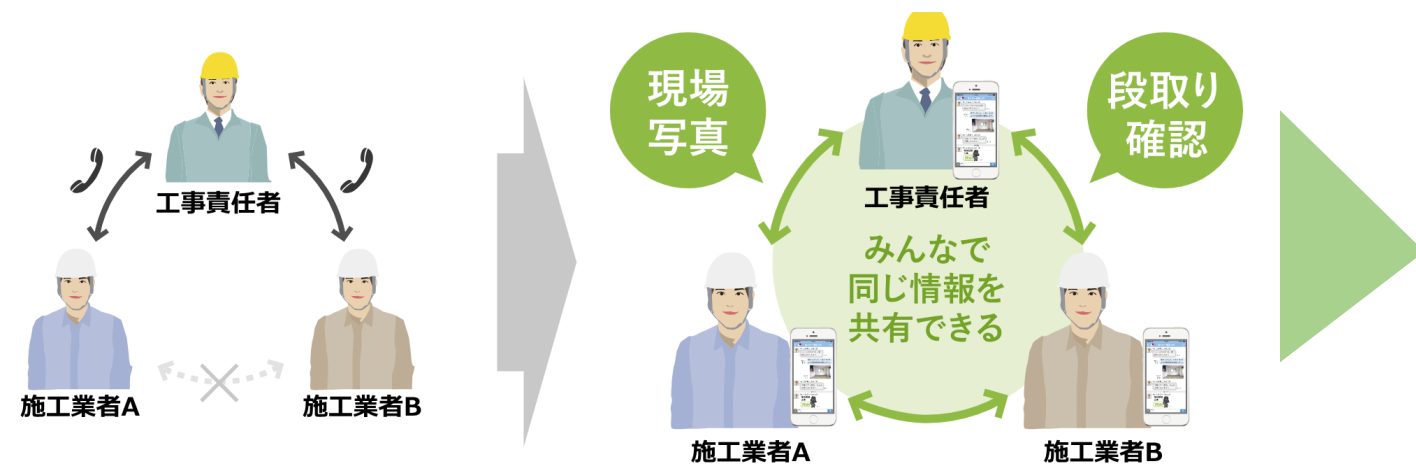 工事責任者
施工業者A
施工業者B
現場
写真
段取り
確認
工事責任者
みんなで
同じ情報を
共有できる
施工業者A
施工業者B